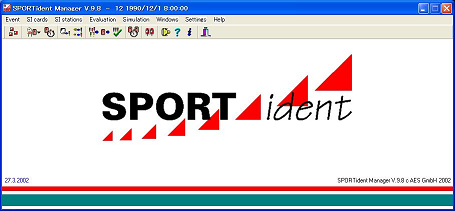 SPORTident Manager V.9.8 - 12 1990/12/1 8:00:00
Event SI cards SI stations Evaluation Simulation Windows Settings Help
SPORT ident
27.3.2002 SPORTident Manager V. 9.8 c AES GmbH 2002